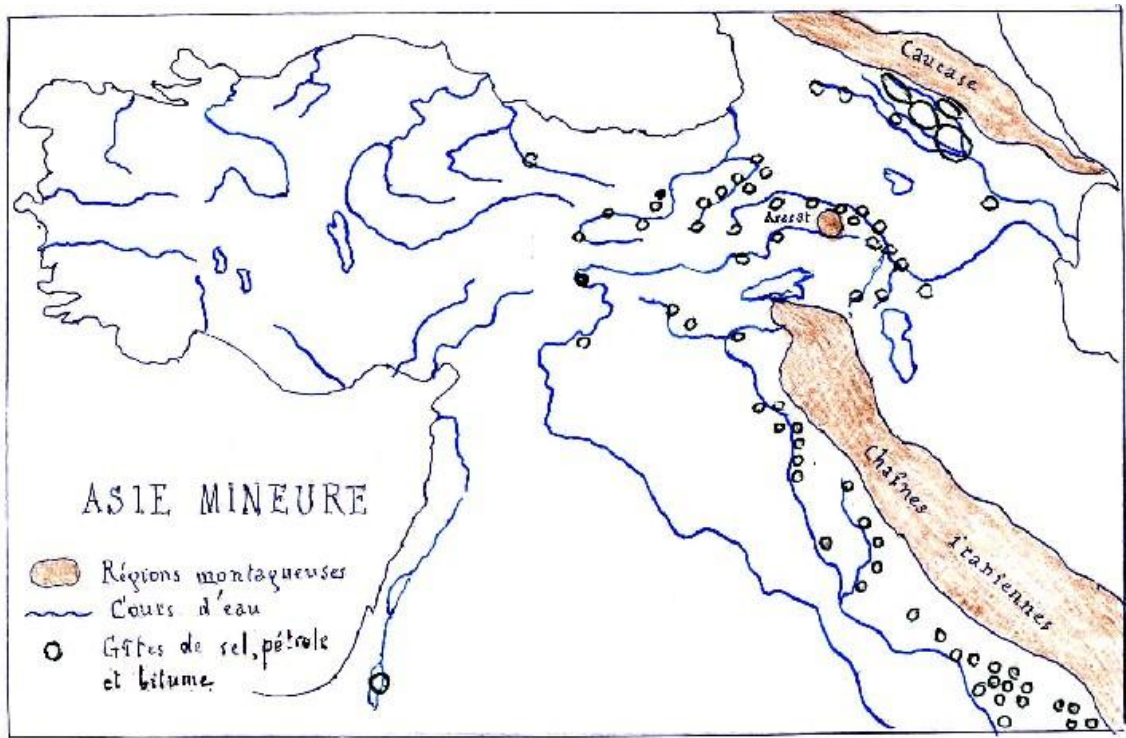 Caucase
Ararat
Chaînes
iraniennes
ASIE MINEURE
Régions montagneuses
Cours d'eau
Gîtes de sel, pétrole
et bitume